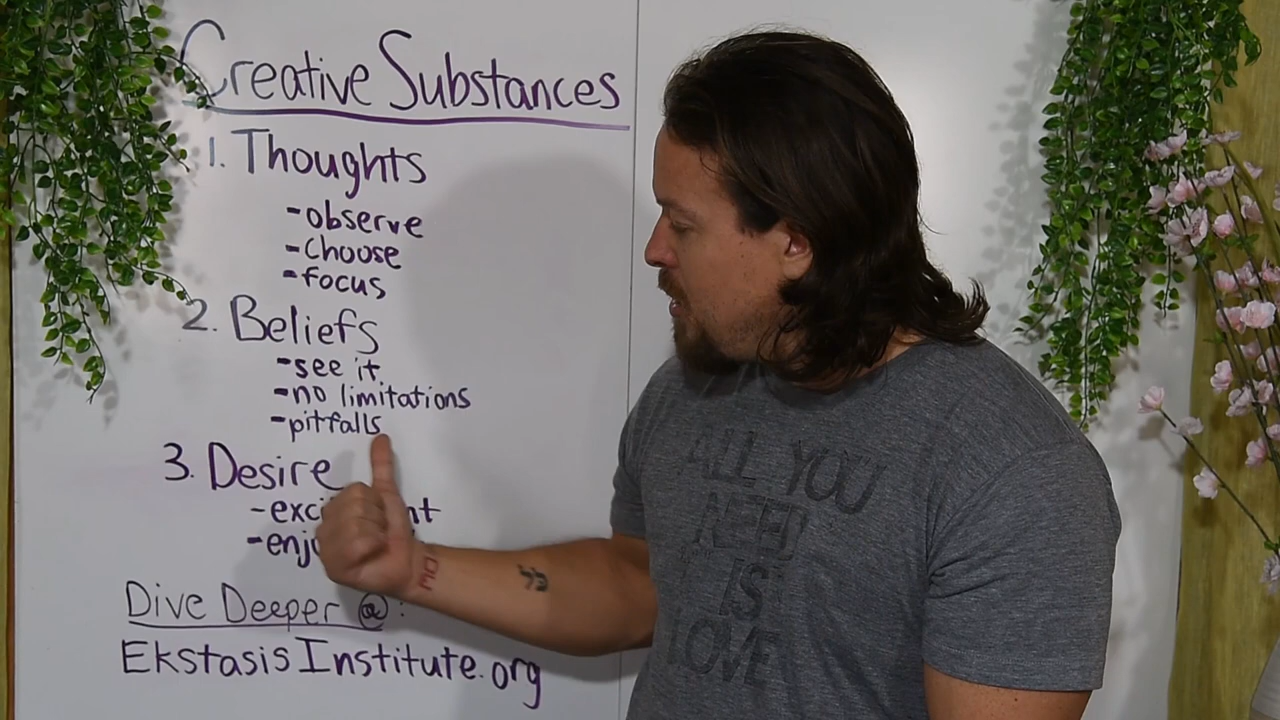 Creative Substances
1. Thoughts
-observe
-Choose
-focus
2. Beliefs
-see it
-no limitations
-pitfalls
3. Desire
Dive Deeper @:
EkstasisInstitute.org
ALL YOU
NEED
IS
LOVE